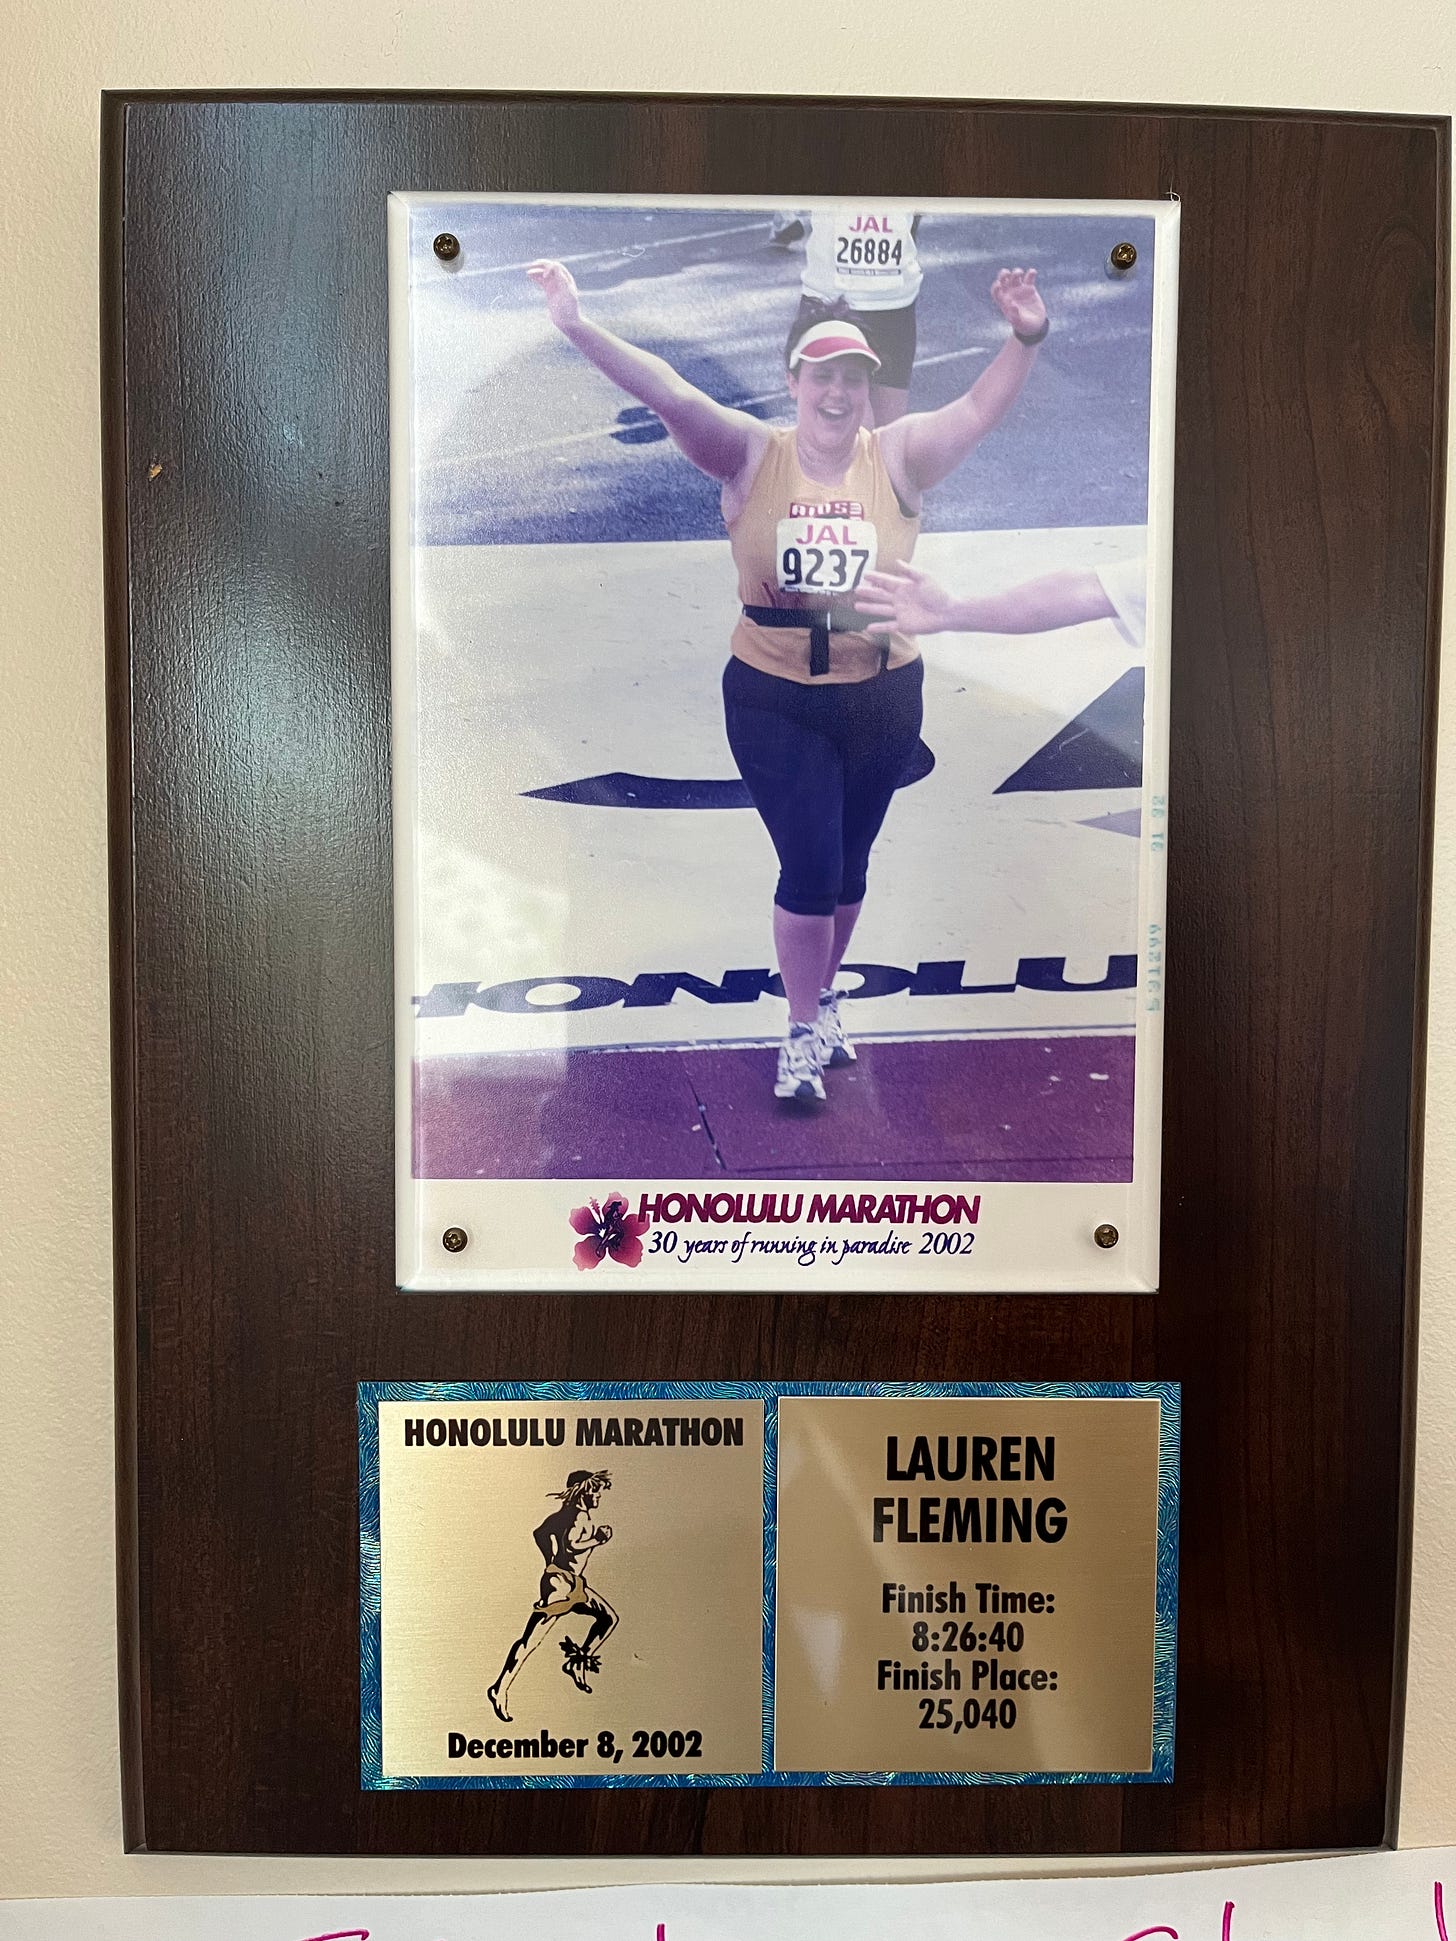 JAL
26884
JAL
9237
HONOLU
HONOLULU MARATHON
30 years of running in paradise 2002
HONOLULU MARATHON
December 8, 2002
LAUREN
FLEMING
Finish Time:
8:26:40
Finish Place:
25,040